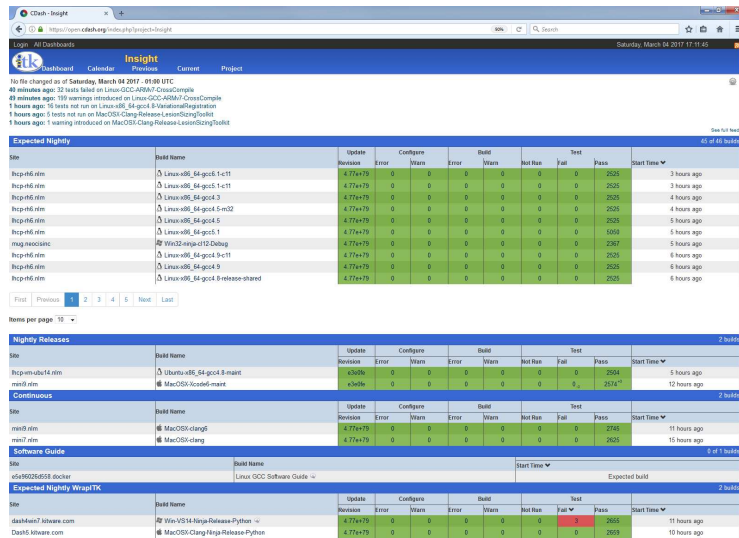 CDash - Insight
https://open.cdash.org/index.php?project=Insight 90% Search
Login All Dashboards Saturday, March 04 2017 17:11:45
itk Insight
Dashboard Calendar Previous Current Project
No file changed as of Saturday, March 04 2017 - 01:00 UTC
40 minutes ago: 32 tests failed on Linux-GCC-ARMv7-CrossCompile
49 minutes ago: 199 warnings introduced on Linux-GCC-ARMv7-CrossCompile
1 hours ago: 16 tests not run on Linux-x86_64-gcc4.8-VariationalRegistration
1 hours ago: 5 tests not run on MacOSX-Clang-Release-LesionSizingToolkit
1 hours ago: 1 warning introduced on MacOSX-Clang-Release-LesionSizingToolkit
See full feed
Expected Nightly 45 of 46 builds
Site Build Name Update Configure Build Test Start Time
Revision Error Warn Error Warn Not Run Fail Pass
lhcp-rh6.nlm Linux-x86_64-gcc6.1-c11 4.77e+79 0 0 0 0 0 0 2525 3 hours ago
lhcp-rh6.nlm Linux-x86_64-gcc5.1-c11 4.77e+79 0 0 0 0 0 0 2525 3 hours ago
lhcp-rh6.nlm Linux-x86_64-gcc4.3 4.77e+79 0 0 0 0 0 0 2525 4 hours ago
lhcp-rh6.nlm Linux-x86_64-gcc4.5-m32 4.77e+79 0 0 0 0 0 0 2525 4 hours ago
lhcp-rh6.nlm Linux-x86_64-gcc4.5 4.77e+79 0 0 0 0 0 0 2525 5 hours ago
lhcp-rh6.nlm Linux-x86_64-gcc5.1 4.77e+79 0 0 0 0 0 0 5050 5 hours ago
mug.neocisinc Win32-ninja-cl12-Debug 4.77e+79 0 0 0 0 0 0 2367 5 hours ago
lhcp-rh6.nlm Linux-x86_64-gcc4.9-c11 4.77e+79 0 0 0 0 0 0 2525 6 hours ago
lhcp-rh6.nlm Linux-x86_64-gcc4.9 4.77e+79 0 0 0 0 0 0 2525 6 hours ago
lhcp-rh6.nlm Linux-x86_64-gcc4.8-release-shared 4.77e+79 0 0 0 0 0 0 2525 6 hours ago
First Previous 1 2 3 4 5 Next Last
Items per page 10
Nightly Releases 2 builds
Site Build Name Update Configure Build Test Start Time
Revision Error Warn Error Warn Not Run Fail Pass
lhcp-vm-ubu14.nlm Ubuntu-x86_64-gcc4.8-maint e3e0fe 0 0 0 0 0 0 2504 5 hours ago
mini9.nlm MacOSX-Xcode6-maint e3e0fe 0 0 0 0 0 0 2574 12 hours ago
Continuous 2 builds
Site Build Name Update Configure Build Test Start Time
Revision Error Warn Error Warn Not Run Fail Pass
mini9.nlm MacOSX-clang6 4.77e+79 0 0 0 0 0 0 2745 11 hours ago
mini7.nlm MacOSX-clang 4.77e+79 0 0 0 0 0 0 2625 15 hours ago
Software Guide 0 of 1 builds
Site Build Name Start Time
e5e96026d558.docker Linux GCC Software Guide Expected build
Expected Nightly WrapITK 2 builds
Site Build Name Update Configure Build Test Start Time
Revision Error Warn Error Warn Not Run Fail Pass
dash4win7.kitware.com Win-VS14-Ninja-Release-Python 4.77e+79 0 0 0 0 0 3 2655 11 hours ago
Dash5.kitware.com MacOSX-Clang-Ninja-Release-Python 4.77e+79 0 0 0 0 0 0 2659 10 hours ago